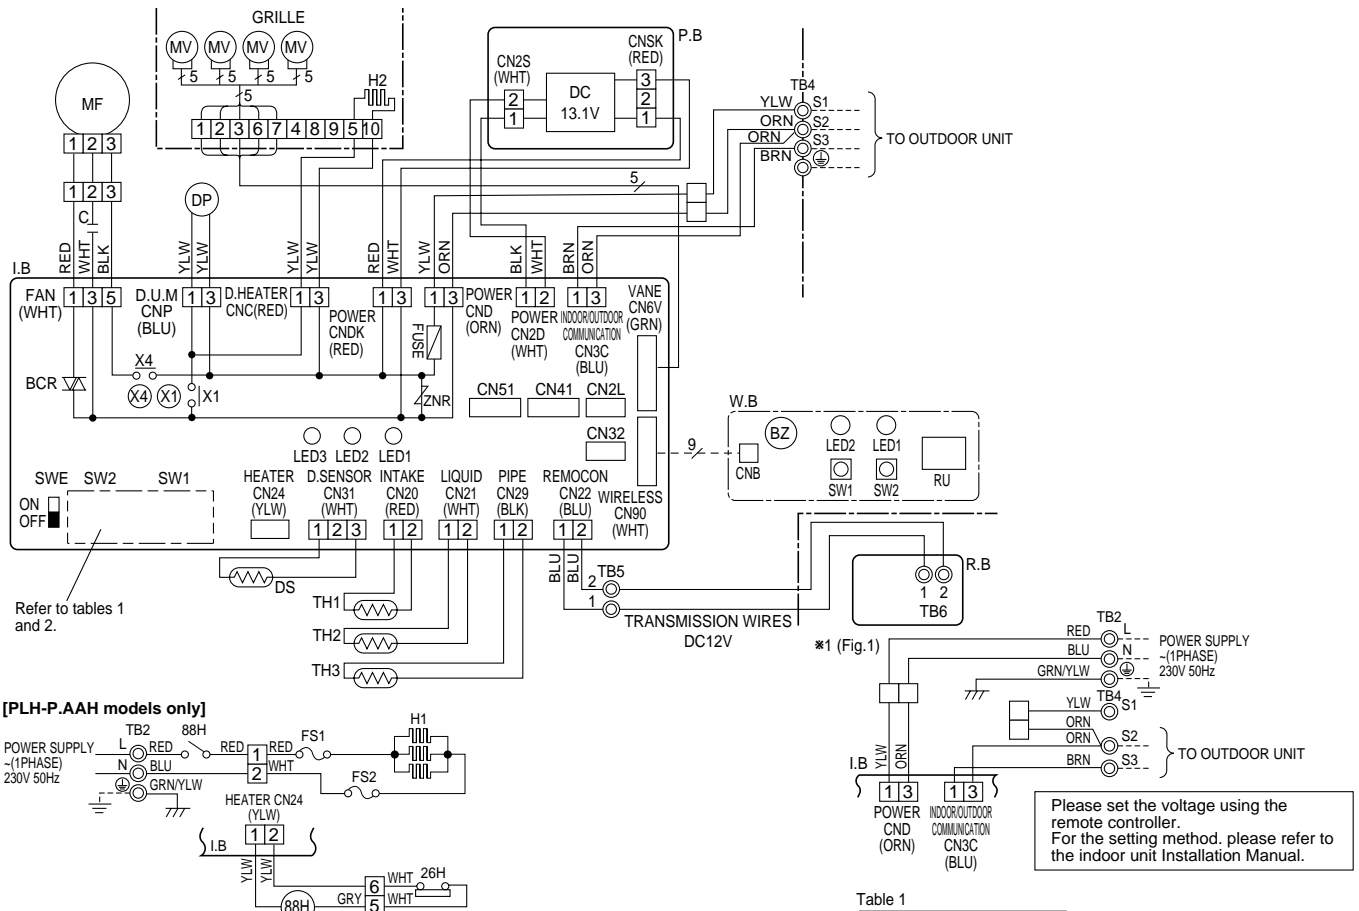 GRILLE
MV MV MV MV
5 5 5 5
5
H2
1 2 3 6 7 4 8 9 5 10
MF
1 2 3
1 2 3
C
DP
P.B
CNSK
(RED)
CN2S
(WHT)
DC
13.1V
2
1
3
2
1
TB4
YLW S1
ORN S2
ORN S3
BRN
TO OUTDOOR UNIT
5
RED
WHT
BLK
YLW
YLW
YLW
YLW
RED
WHT
YLW
ORN
BLK
WHT
BRN
ORN
I.B
FAN
(WHT)
1 3 5
D.U.M
CNP
(BLU)
1 3
D.HEATER
CNC(RED)
1 3
POWER
CNDK
(RED)
1 3
1 3
POWER
CND
(ORN)
1 2
POWER
CN2D
(WHT)
1 3
INDOOR/OUTDOOR
COMMUNICATION
CN3C
(BLU)
VANE
CN6V
(GRN)
FUSE
BCR
X4
X4 X1 X1
ZNR
CN51 CN41 CN2L
CN32
LED3 LED2 LED1
SWE SW2 SW1
ON
OFF
HEATER
CN24
(YLW)
D.SENSOR
CN31
(WHT)
1 2 3
INTAKE
CN20
(RED)
1 2
LIQUID
CN21
(WHT)
1 2
PIPE
CN29
(BLK)
1 2
REMOCON
CN22
(BLU)
1 2
WIRELESS
CN90
(WHT)
9
W.B
CNB
BZ
LED2 LED1
SW1 SW2
RU
Refer to tables 1
and 2.
DS
TH1
TH2
TH3
BLU
BLU
TB5
2
1
TRANSMISSION WIRES
DC12V
R.B
1 2
TB6
※1 (Fig.1)
TB2
RED L
BLU N
GRN/YLW
POWER SUPPLY
~(1PHASE)
230V 50Hz
TB4
YLW S1
ORN
ORN S2
BRN S3
TO OUTDOOR UNIT
YLW
ORN
I.B
1 3
POWER
CND
(ORN)
1 3
INDOOR/OUTDOOR
COMMUNICATION
CN3C
(BLU)
Please set the voltage using the
remote controller.
For the setting method. please refer to
the indoor unit Installation Manual.
Table 1
[PLH-P.AAH models only]
POWER SUPPLY
~(1PHASE)
230V 50Hz
TB2
L RED 88H RED 1 RED FS1
N BLU 2 WHT
GRN/YLW
FS2
H1
HEATER CN24
(YLW)
1 2
I.B
YLW
YLW
6 WHT 26H
GRY 5 WHT
88H